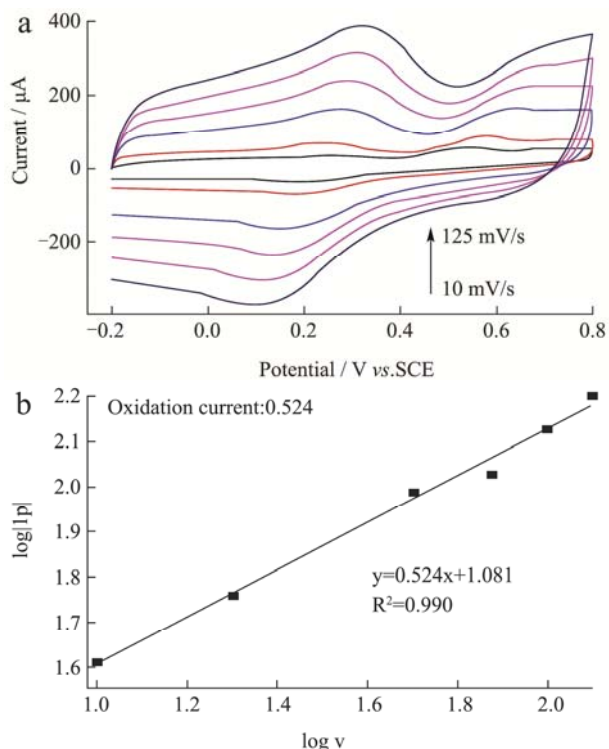 a
400
200
0
−200
Current / μA
125 mV/s
10 mV/s
−0.2 0.0 0.2 0.4 0.6 0.8
Potential / V vs.SCE
b
2.2
2.1
2.0
1.9
1.8
1.7
1.6
log|1p|
Oxidation current:0.524
y=0.524x+1.081
R²=0.990
1.0 1.2 1.4 1.6 1.8 2.0
log v